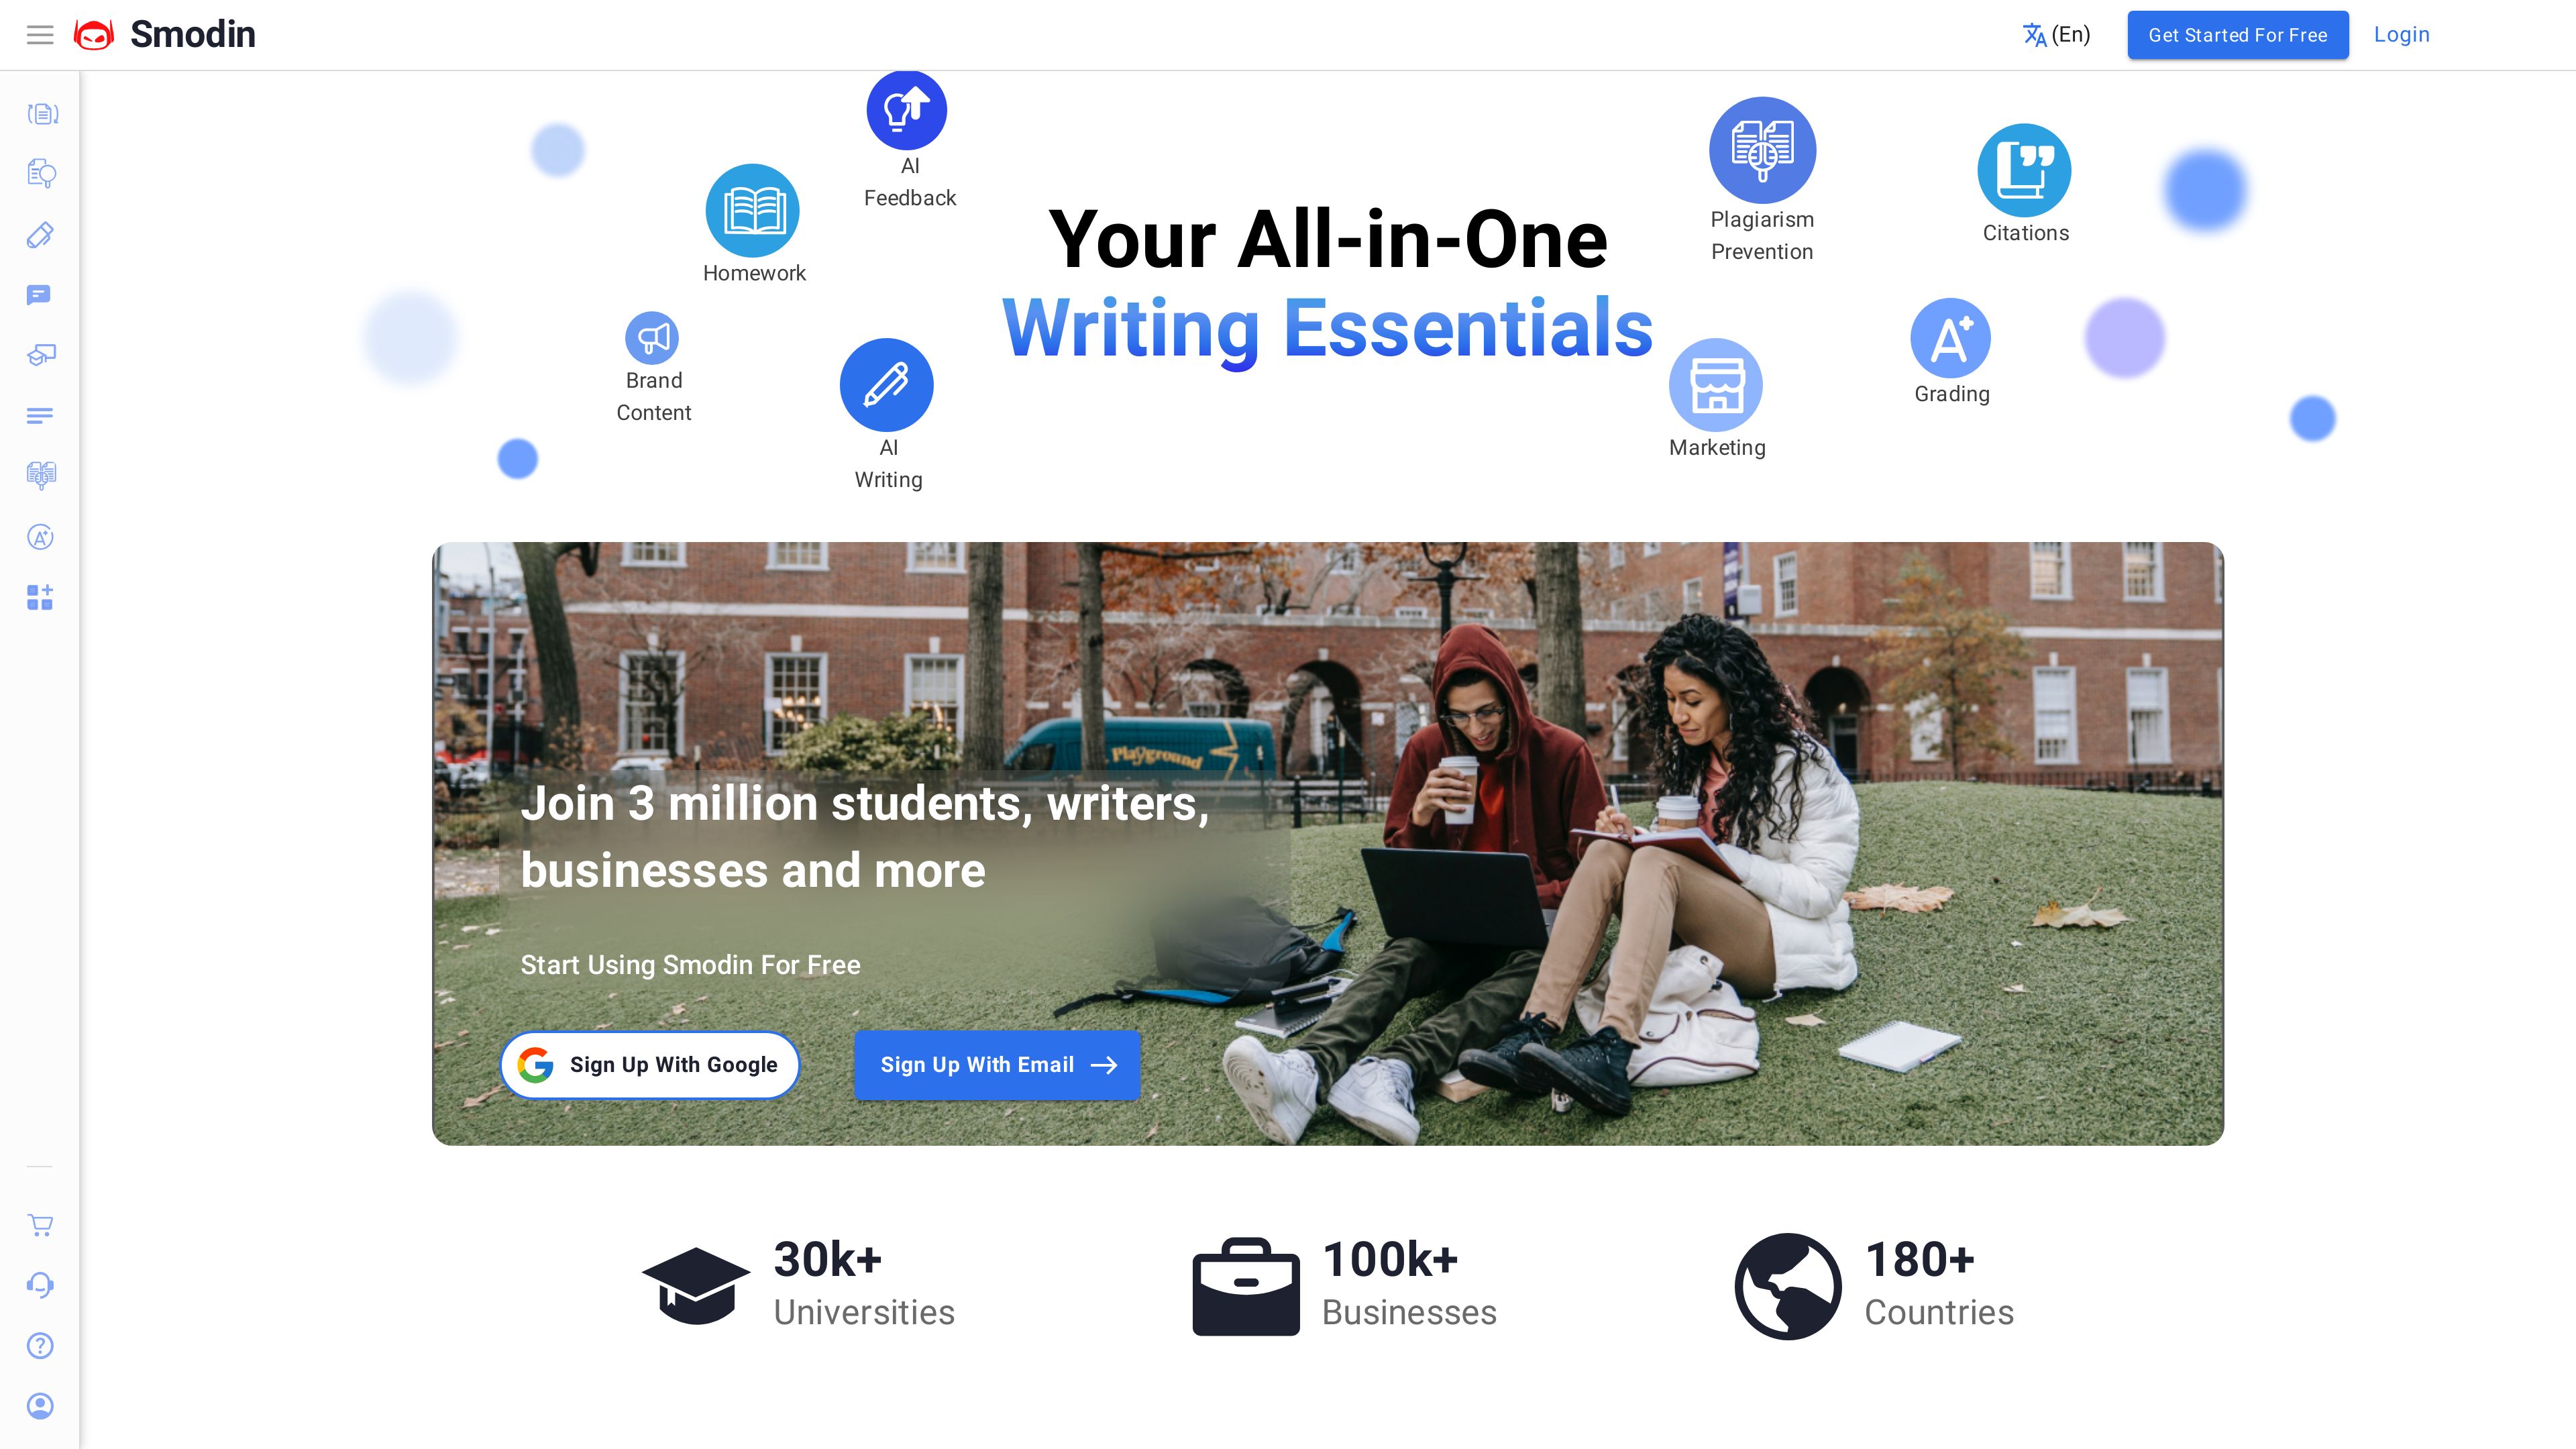 Smodin
(En)
Get Started For Free
Login
AI
Feedback
Homework
Brand
Content
AI
Writing
Your All-in-One
Writing Essentials
Plagiarism
Prevention
Citations
Grading
Marketing
Playground
Join 3 million students, writers,
businesses and more
Start Using Smodin For Free
Sign Up With Google
Sign Up With Email
30k+
Universities
100k+
Businesses
180+
Countries